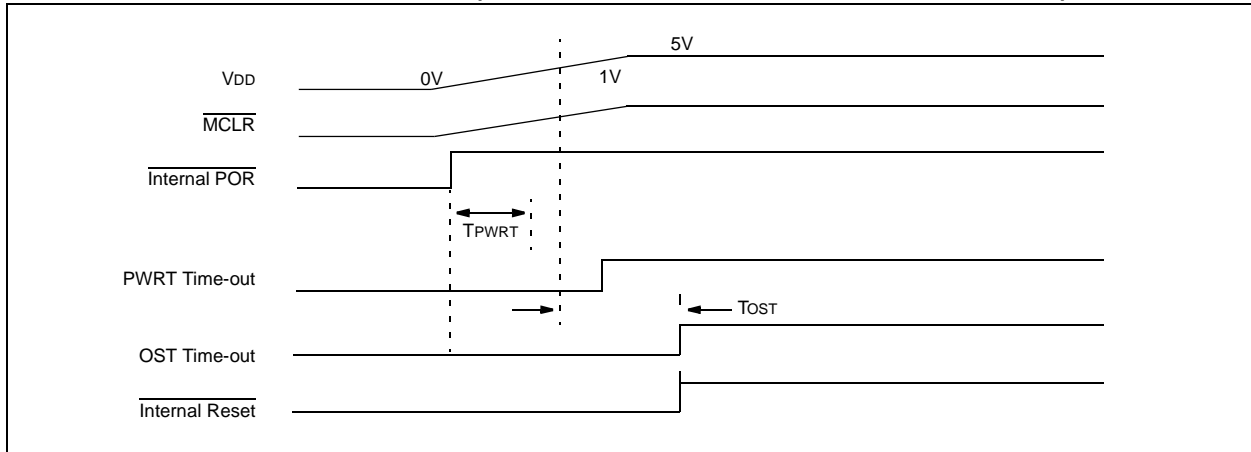 5V
VDD 0V 1V
MCLR
Internal POR
TPWRT
PWRT Time-out
TOST
OST Time-out
Internal Reset